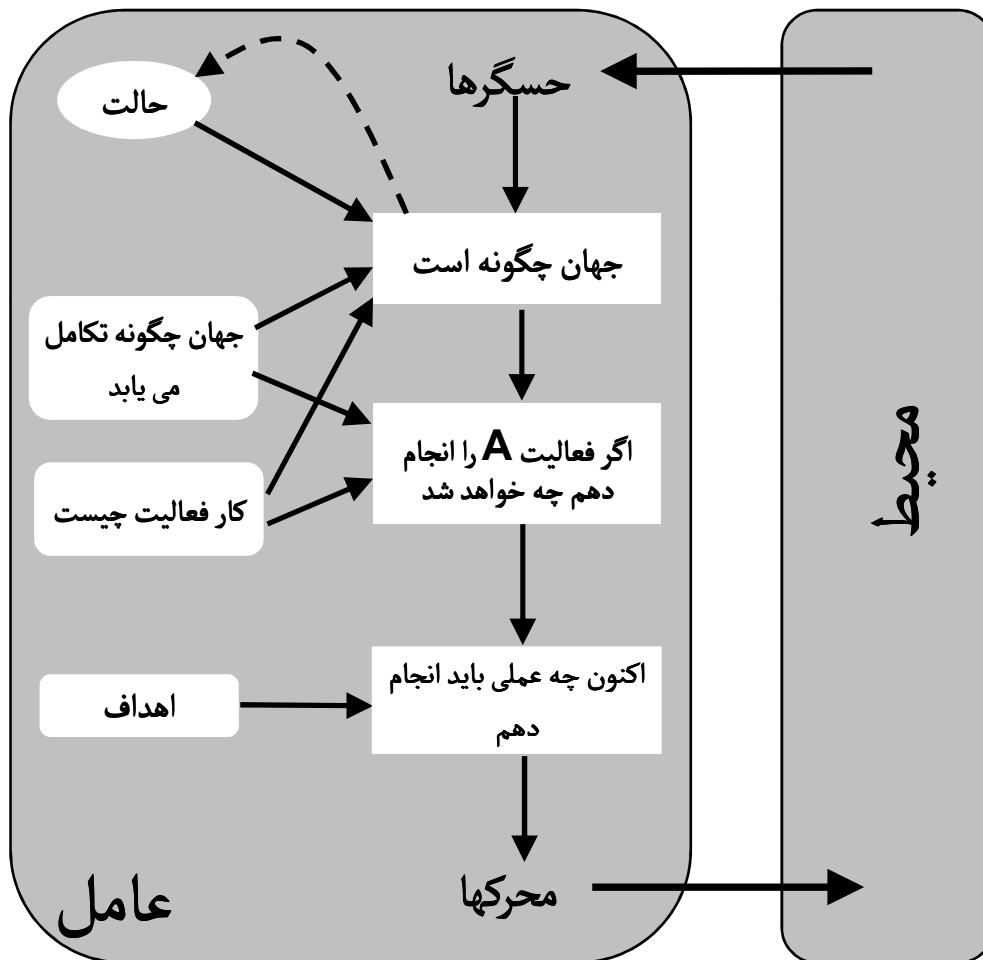 حسگرها
حالت
جهان چگونه است
جهان چگونه تکامل
می یابد
اگر فعالیت A را انجام
دهم چه خواهد شد
کار فعالیت چیست
اکنون چه عملی باید انجام
دهم
اهداف
محرکها
عامل
محیط